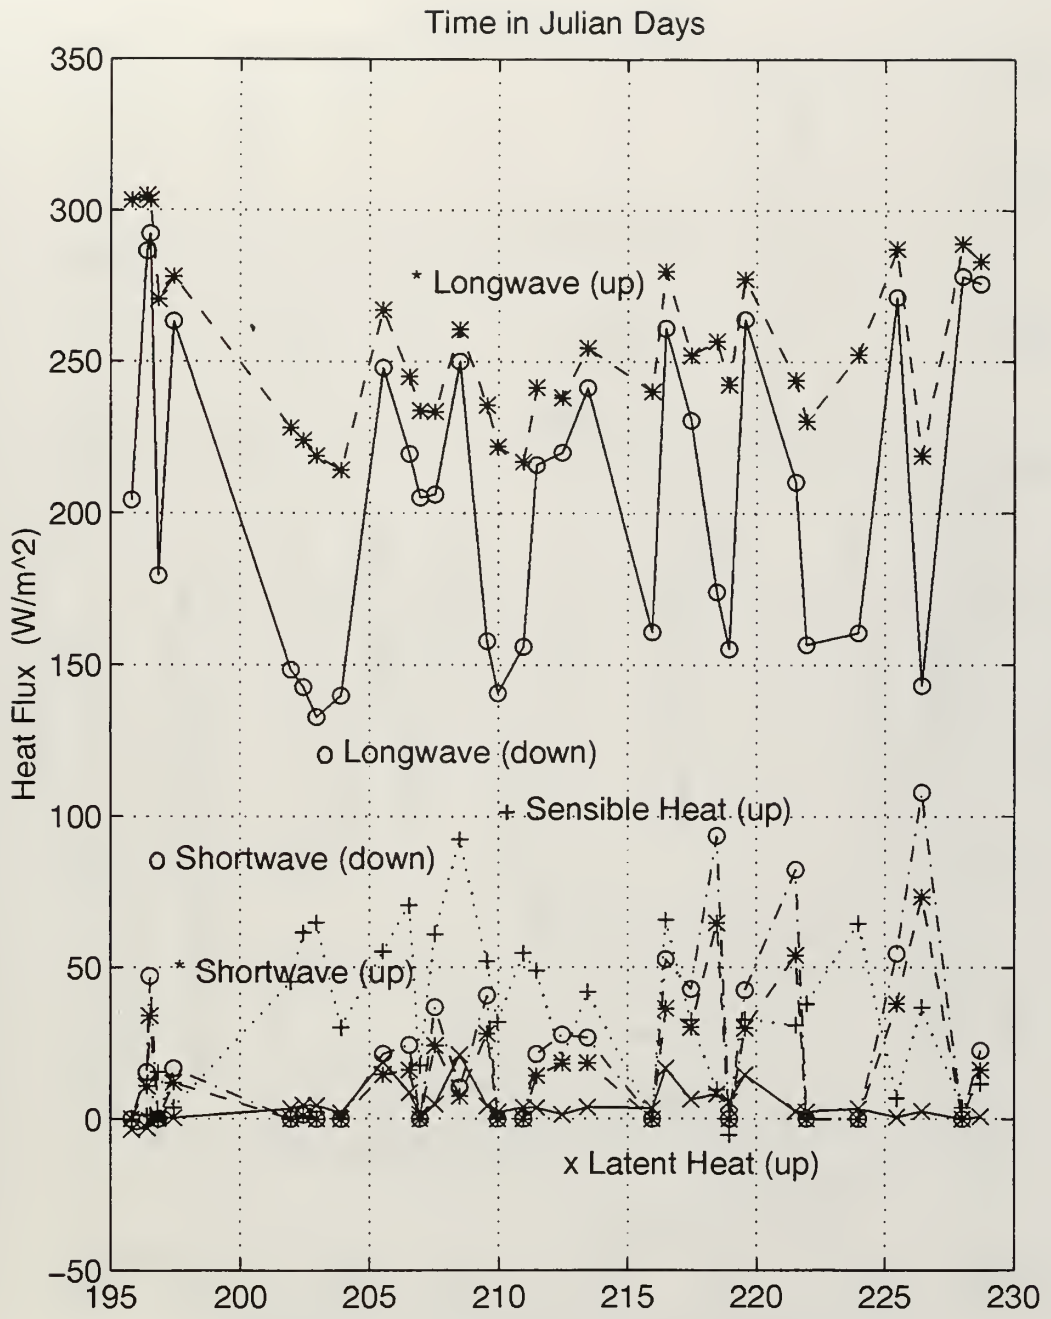 Time in Julian Days
350
300
250
200
150
100
50
0
−50
Heat Flux (W/m^2)
* Longwave (up)
o Longwave (down)
+ Sensible Heat (up)
o Shortwave (down)
* Shortwave (up)
x Latent Heat (up)
195 200 205 210 215 220 225 230